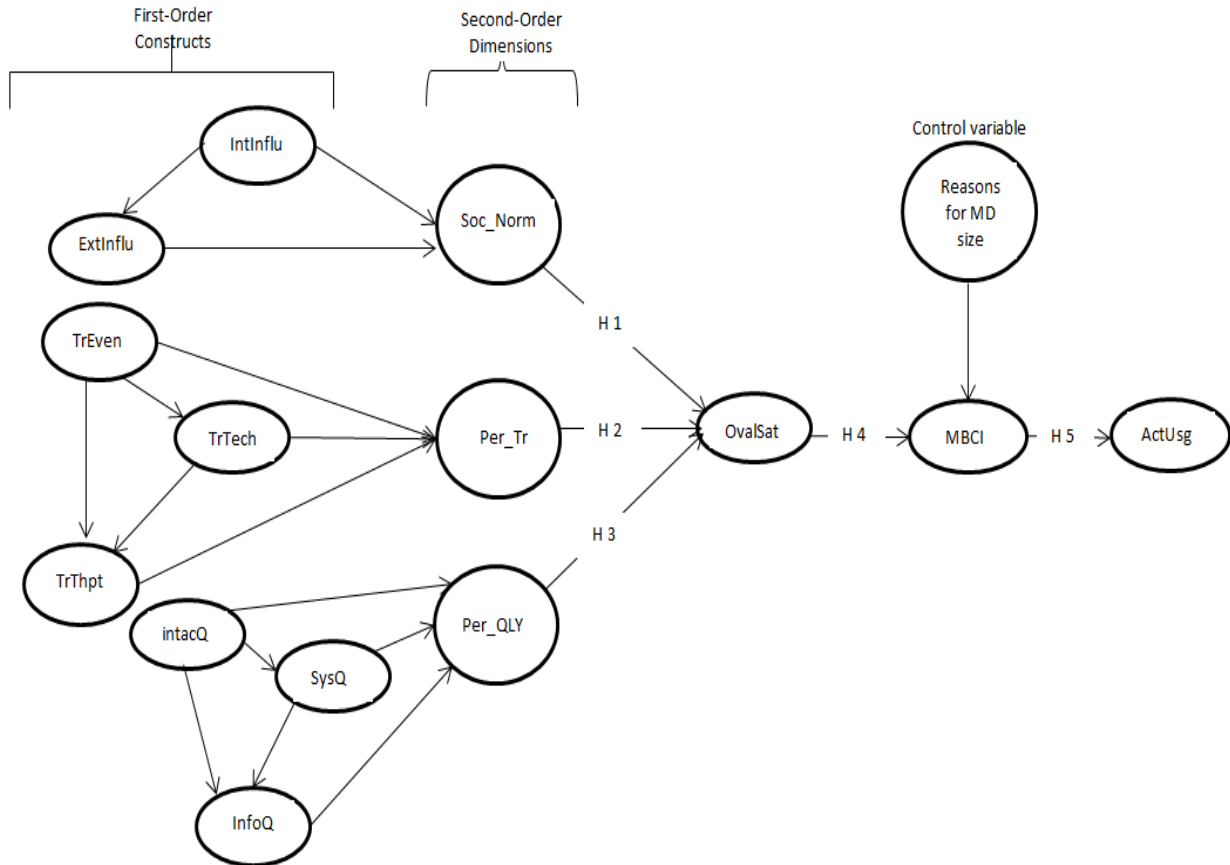 First-Order
Constructs
Second-Order
Dimensions
IntInflu
Control variable
Reasons
for MD
size
Soc_Norm
ExtInflu
H 1
TrEven
TrTech
Per_Tr
H 2
OvalSat
H 4
MBCI
H 5
ActUsg
H 3
TrThpt
intacQ
Per_QLY
SysQ
InfoQ